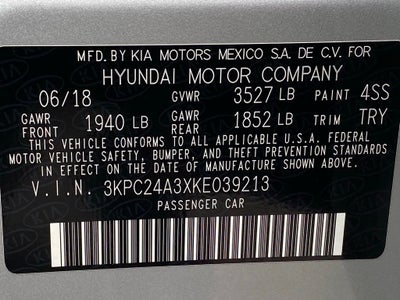 MFD. BY KIA MOTORS MEXICO S.A. DE C.V. FOR
HYUNDAI MOTOR COMPANY
06/18 GVWR 3527 LB PAINT 4SS
GAWR FRONT 1940 LB GAWR REAR 1852 LB TRIM TRY
THIS VEHICLE CONFORMS TO ALL APPLICABLE U.S.A. FEDERAL
MOTOR VEHICLE SAFETY, BUMPER, AND THEFT PREVENTION STANDARDS
IN EFFECT ON THE DATE OF MANUFACTURE SHOWN ABOVE.
V.I.N. 3KPC24A3XKE039213
PASSENGER CAR